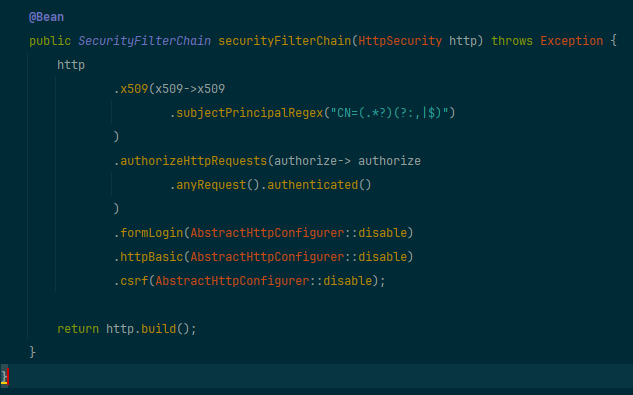 @Bean
public SecurityFilterChain securityFilterChain(HttpSecurity http) throws Exception {
http
.x509(x509->x509
.subjectPrincipalRegex("CN=(.*?)(?:,|$)")
)
.authorizeHttpRequests(authorize-> authorize
.anyRequest().authenticated()
)
.formLogin(AbstractHttpConfigurer::disable)
.httpBasic(AbstractHttpConfigurer::disable)
.csrf(AbstractHttpConfigurer::disable);
return http.build();
}
}